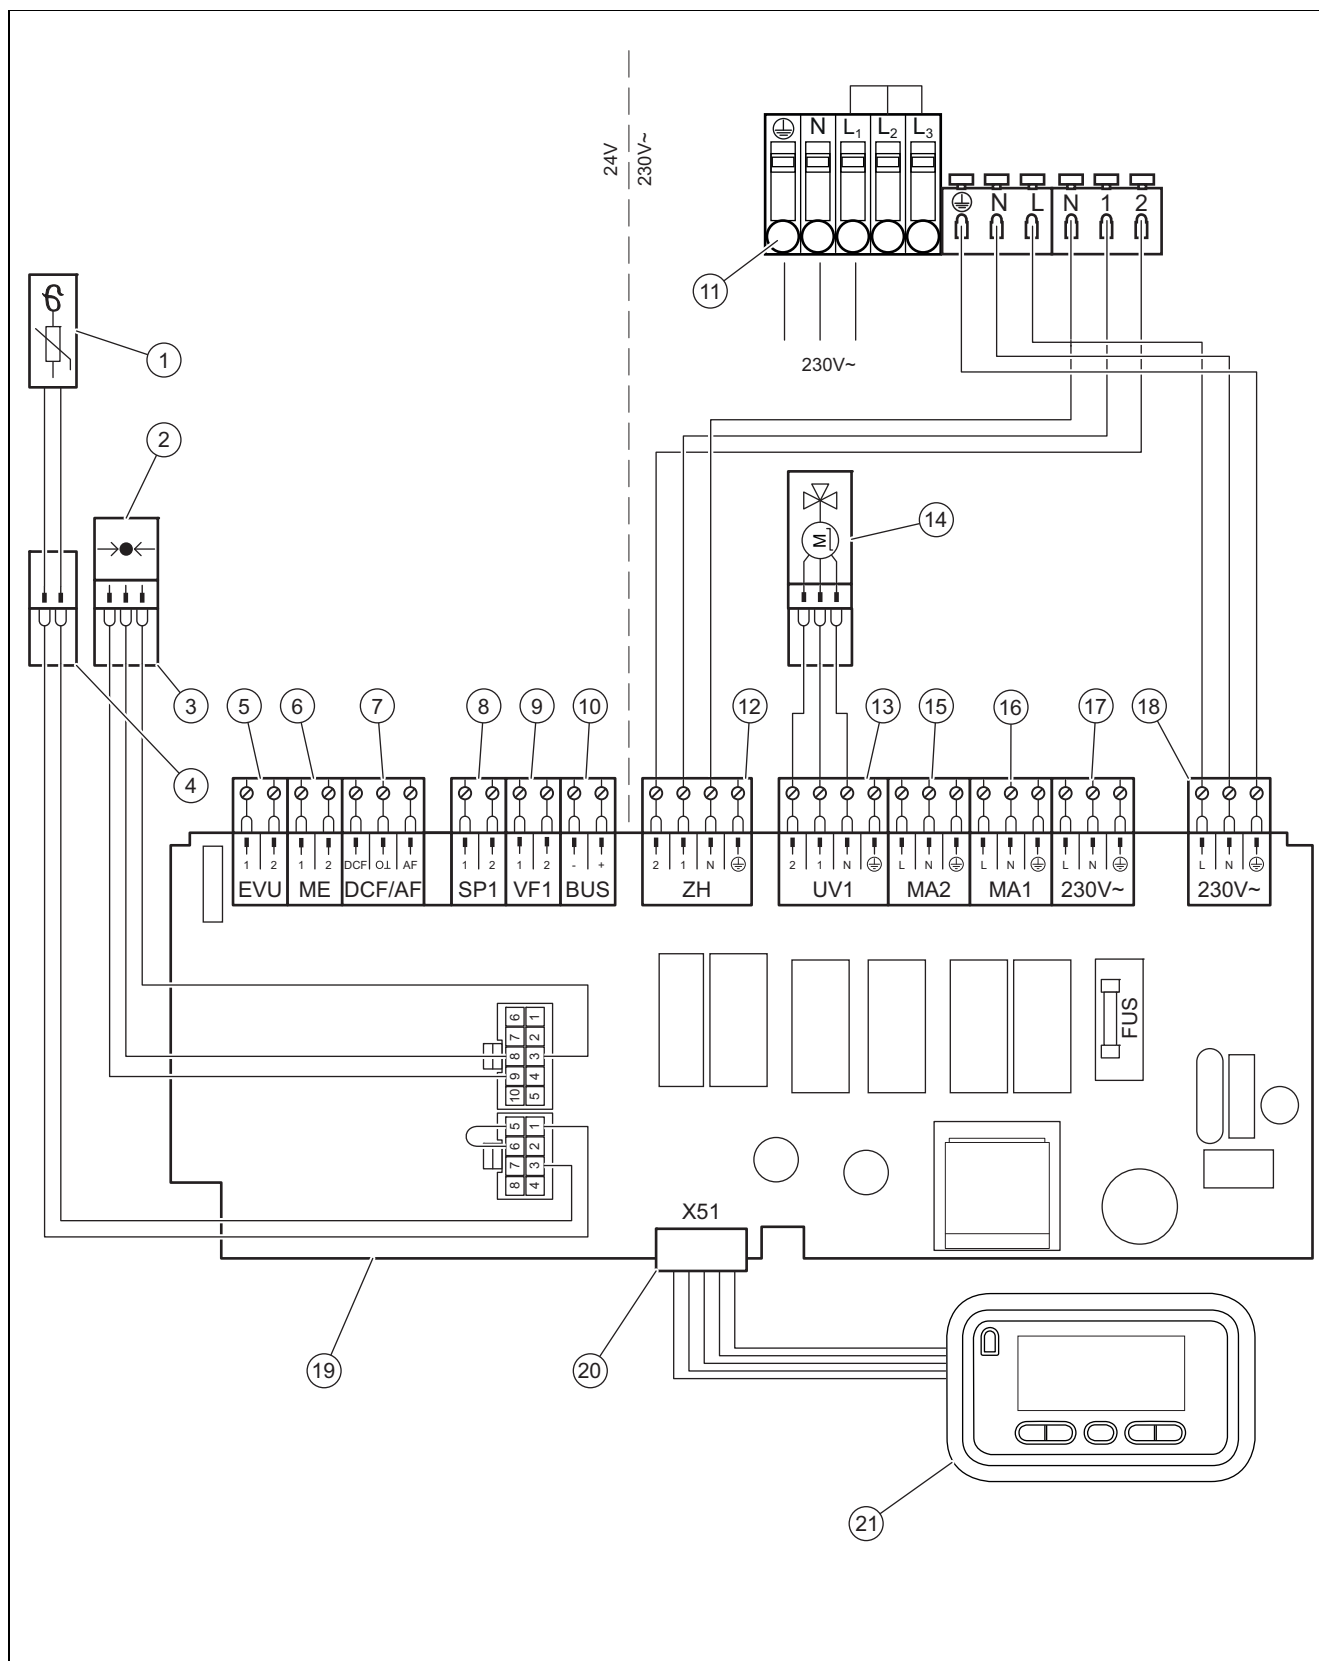 24V
230V~
N L₁ L₂ L₃
N L N 1 2
11
230V~
1
2
14
M
3
4
5 6 7 8 9 10 12 13 15 16 17 18
1 2 1 2 DCF O⊥ AF 1 2 1 2 - + 2 1 N 2 1 N L N L N L N L N
EVU ME DCF/AF SP1 VF1 BUS ZH UV1 MA2 MA1 230V~ 230V~
6 1
7 2
8 3
9 4
10 5
FUS
5 1
6 2
7 3
8 4
X51
19
20
21